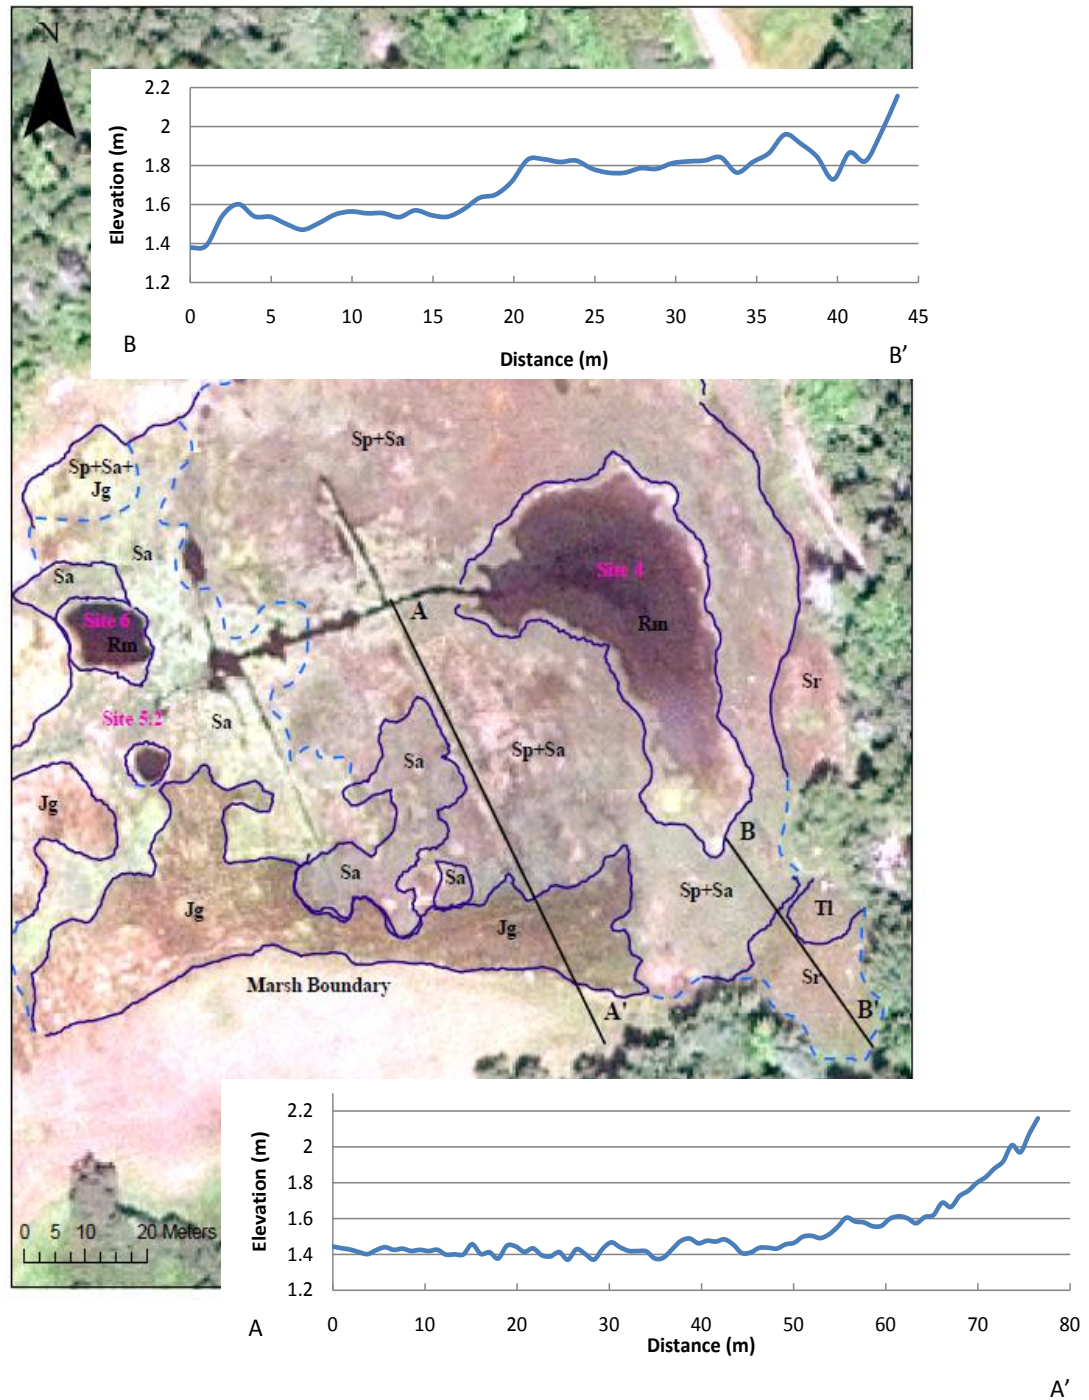 N
2.2
2
1.8
1.6
1.4
1.2
Elevation (m)
0 5 10 15 20 25 30 35 40 45
B
B’
Distance (m)
Sp+Sa
Sp+Sa+
Jg
Sa
Sa
Site 4
Site 6
A
Rm
Rm
Sr
Site 5.2
Sa
Sp+Sa
Sa
Jg
B
Sa
Sa
Sp+Sa
Tl
Jg
Jg
Sr
Marsh Boundary
A'
B'
2.2
2
1.8
1.6
1.4
1.2
Elevation (m)
0 5 10 20 Meters
0 10 20 30 40 50 60 70 80
A
Distance (m)
A’